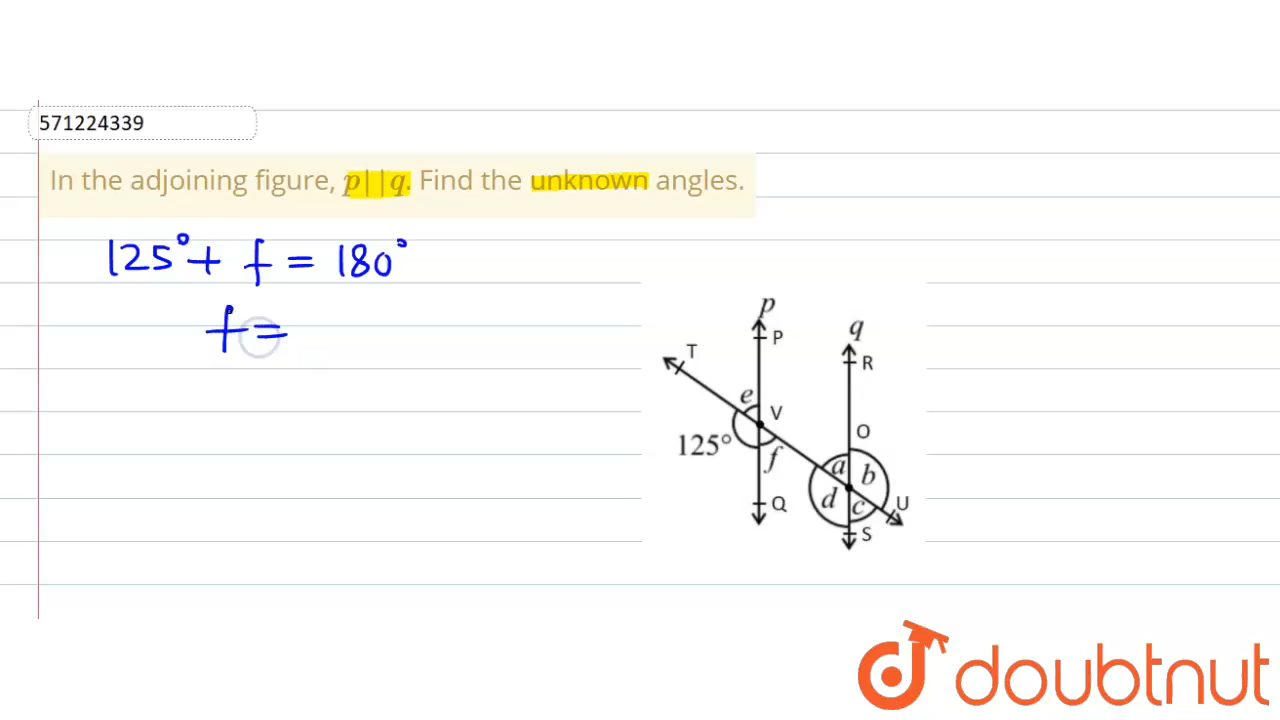 571224339
In the adjoining figure, p||q. Find the unknown angles.
125° + f = 180°
f =
p
P
q
R
T
e
V
125°
f
O
a
b
d
c
U
Q
S
doubtnut